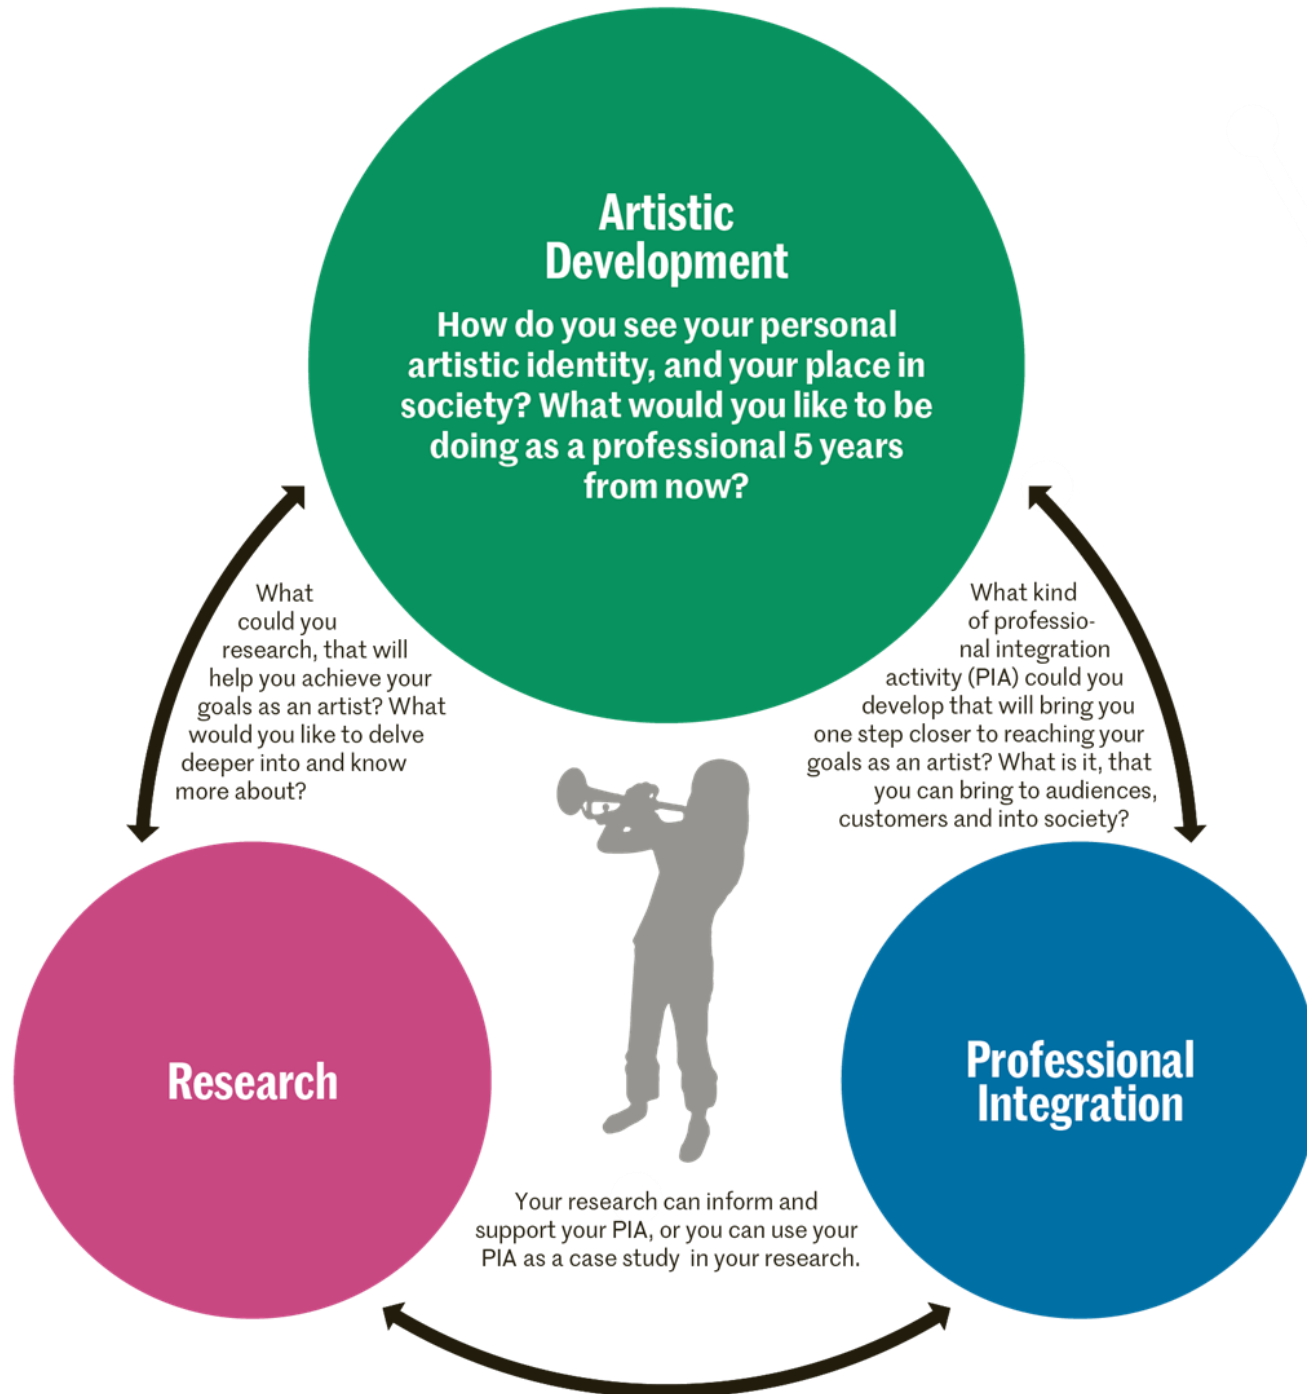 Artistic
Development
How do you see your personal
artistic identity, and your place in
society? What would you like to be
doing as a professional 5 years
from now?
What
could you
research, that will
help you achieve your
goals as an artist? What
would you like to delve
deeper into and know
more about?
What kind
of professio-
nal integration
activity (PIA) could you
develop that will bring you
one step closer to reaching your
goals as an artist? What is it, that
you can bring to audiences,
customers and into society?
Research
Professional
Integration
Your research can inform and
support your PIA, or you can use your
PIA as a case study in your research.